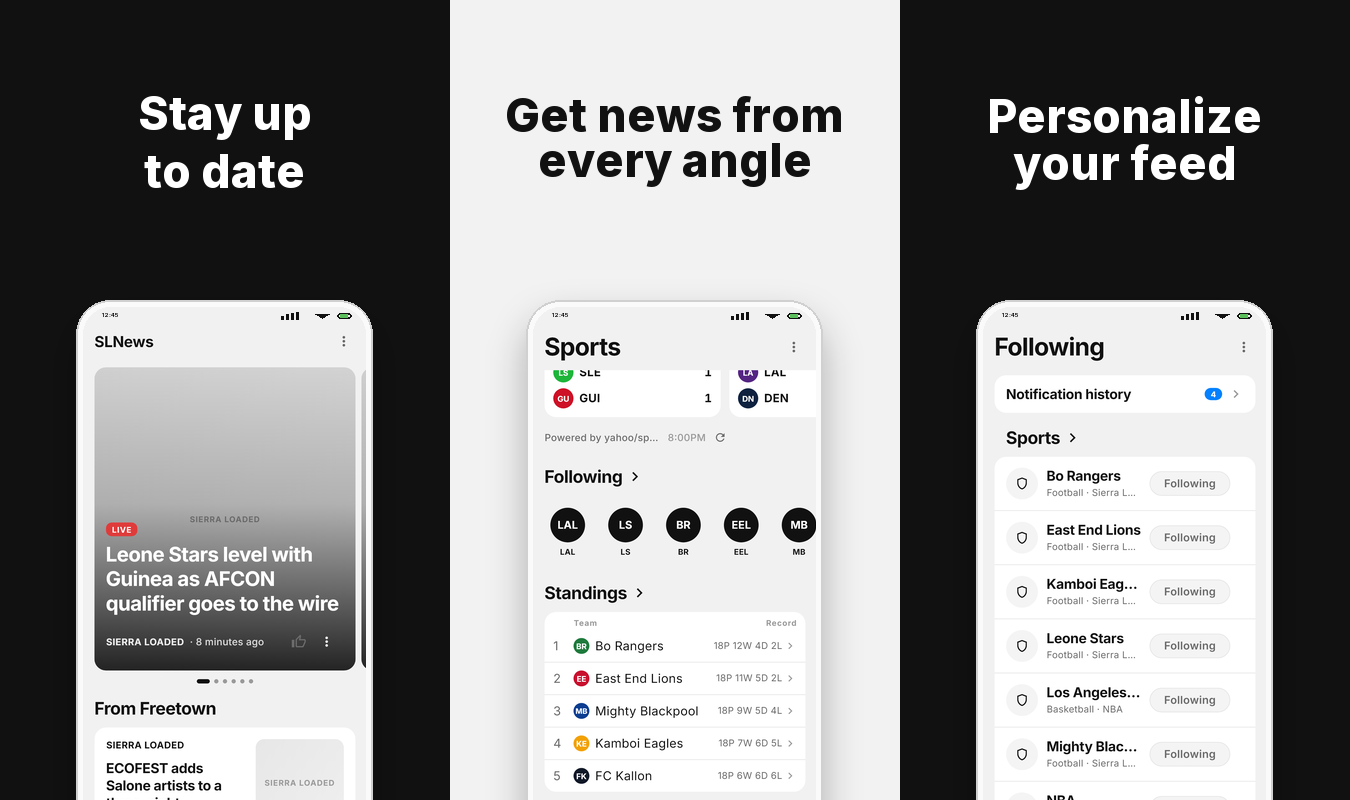 Stay up
to date
12:45
SLNews
SIERRA LOADED
LIVE
Leone Stars level with
Guinea as AFCON
qualifier goes to the wire
SIERRA LOADED · 8 minutes ago
From Freetown
SIERRA LOADED
ECOFEST adds
Salone artists to a
SIERRA LOADED
Get news from
every angle
12:45
Sports
LS SLE 1
GU GUI 1
LA LAL
DN DEN
Powered by yahoo/sp... 8:00PM
Following
LAL LS BR EEL MB
LAL LS BR EEL MB
Standings
Team Record
1 BR Bo Rangers 18P 12W 4D 2L
2 EE East End Lions 18P 11W 5D 2L
3 MB Mighty Blackpool 18P 9W 5D 4L
4 KE Kamboi Eagles 18P 7W 6D 5L
5 FK FC Kallon 18P 6W 6D 6L
Personalize
your feed
12:45
Following
Notification history 4
Sports
Bo Rangers
Football · Sierra L...
Following
East End Lions
Football · Sierra L...
Following
Kamboi Eag...
Football · Sierra L...
Following
Leone Stars
Football · Sierra L...
Following
Los Angeles...
Basketball · NBA
Following
Mighty Blac...
Football · Sierra L...
Following
NBA